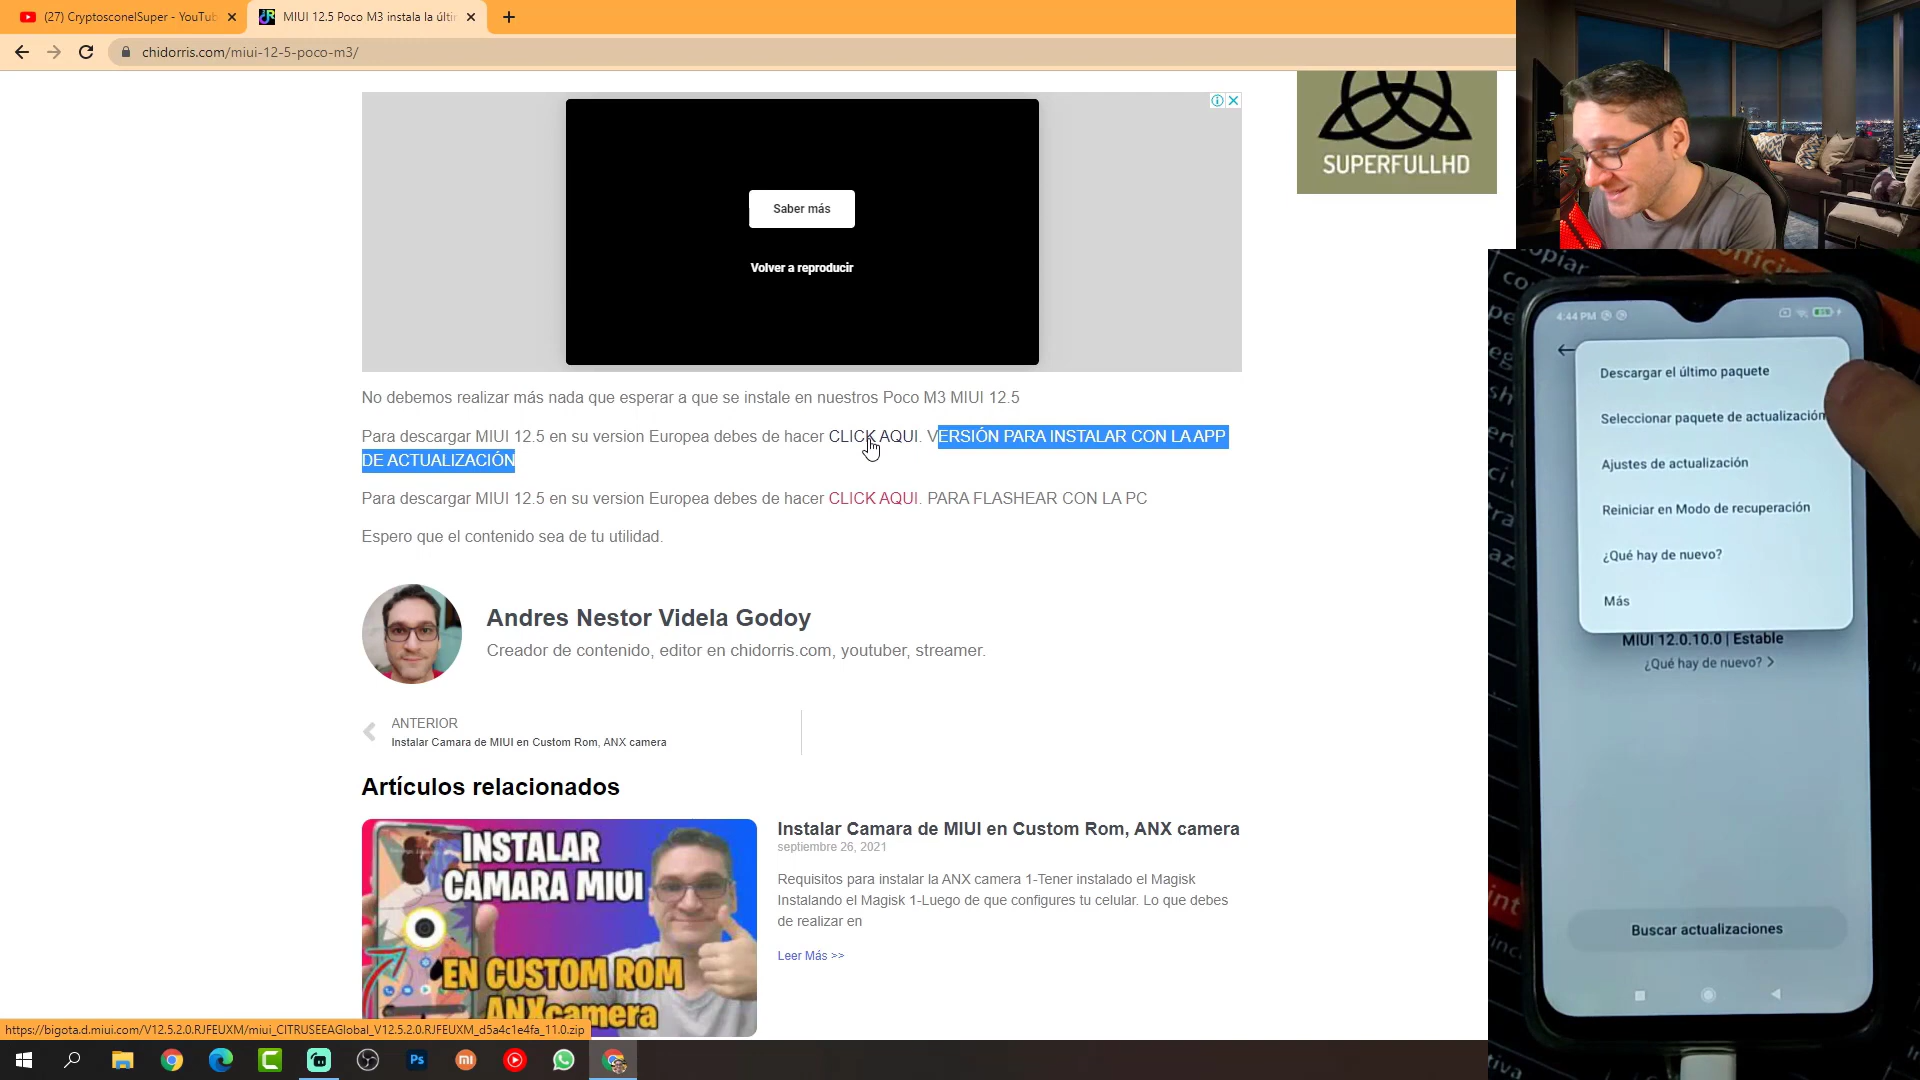 (27) CryptosconelSuper - YouTub
MIUI 12.5 Poco M3 instala la últi
chidorris.com/miui-12-5-poco-m3/
Saber más
Volver a reproducir
SUPERFULLHD
No debemos realizar más nada que esperar a que se instale en nuestros Poco M3 MIUI 12.5
Para descargar MIUI 12.5 en su version Europea debes de hacer CLICK AQUI. VERSIÓN PARA INSTALAR CON LA APP
DE ACTUALIZACIÓN
Para descargar MIUI 12.5 en su version Europea debes de hacer CLICK AQUI. PARA FLASHEAR CON LA PC
Espero que el contenido sea de tu utilidad.
Andres Nestor Videla Godoy
Creador de contenido, editor en chidorris.com, youtuber, streamer.
ANTERIOR
Instalar Camara de MIUI en Custom Rom, ANX camera
Artículos relacionados
INSTALAR
CAMARA MIUI
EN CUSTOM ROM
ANXcamera
Instalar Camara de MIUI en Custom Rom, ANX camera
septiembre 26, 2021
Requisitos para instalar la ANX camera 1-Tener instalado el Magisk
Instalando el Magisk 1-Luego de que configures tu celular. Lo que debes
de realizar en
Leer Más >>
https://bigota.d.miui.com/V12.5.2.0.RJFEUXM/miui_CITRUSEEAGlobal_V12.5.2.0.RJFEUXM_d5a4c1e4fa_11.0.zip
Ps
4:44 PM
Descargar el último paquete
Seleccionar paquete de actualización
Ajustes de actualización
Reiniciar en Modo de recuperación
¿Qué hay de nuevo?
Más
MIUI 12.0.10.0 | Estable
¿Qué hay de nuevo?
Buscar actualizaciones